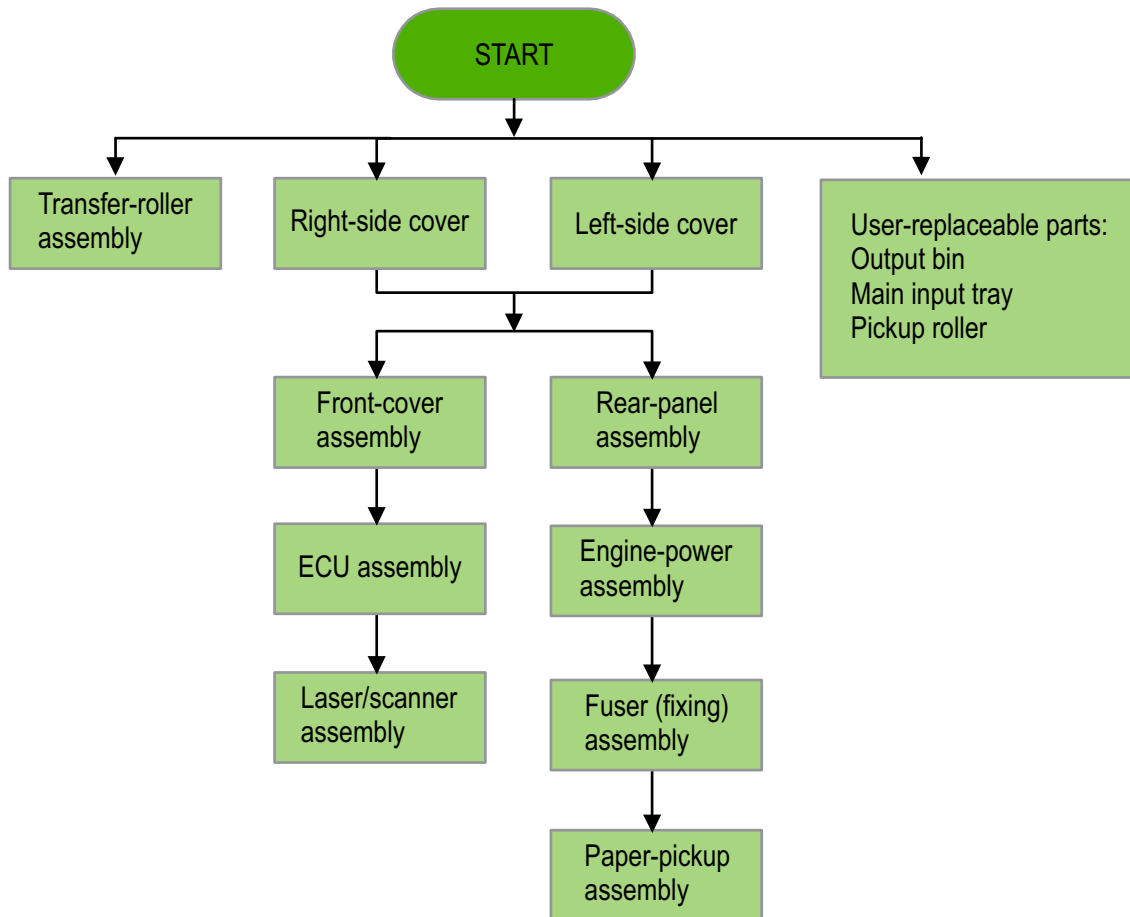 START
Transfer-roller
assembly
Right-side cover
Left-side cover
User-replaceable parts:
Output bin
Main input tray
Pickup roller
Front-cover
assembly
Rear-panel
assembly
ECU assembly
Engine-power
assembly
Laser/scanner
assembly
Fuser (fixing)
assembly
Paper-pickup
assembly